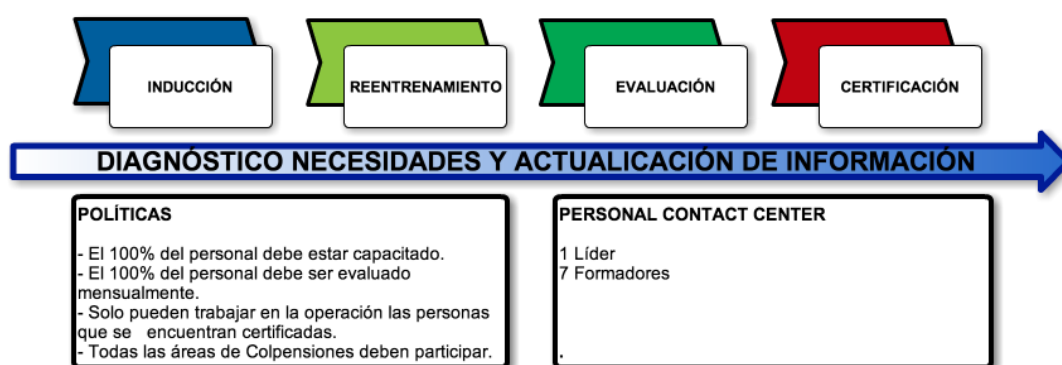 INDUCCIÓN
REENTRENAMIENTO
EVALUACIÓN
CERTIFICACIÓN
DIAGNÓSTICO NECESIDADES Y ACTUALIZACIÓN DE INFORMACIÓN
POLÍTICAS
- El 100% del personal debe estar capacitado.
- El 100% del personal debe ser evaluado
mensualmente.
- Solo pueden trabajar en la operación las personas
que se encuentran certificadas.
- Todas las áreas de Colpensiones deben participar.
PERSONAL CONTACT CENTER
1 Líder
7 Formadores
.